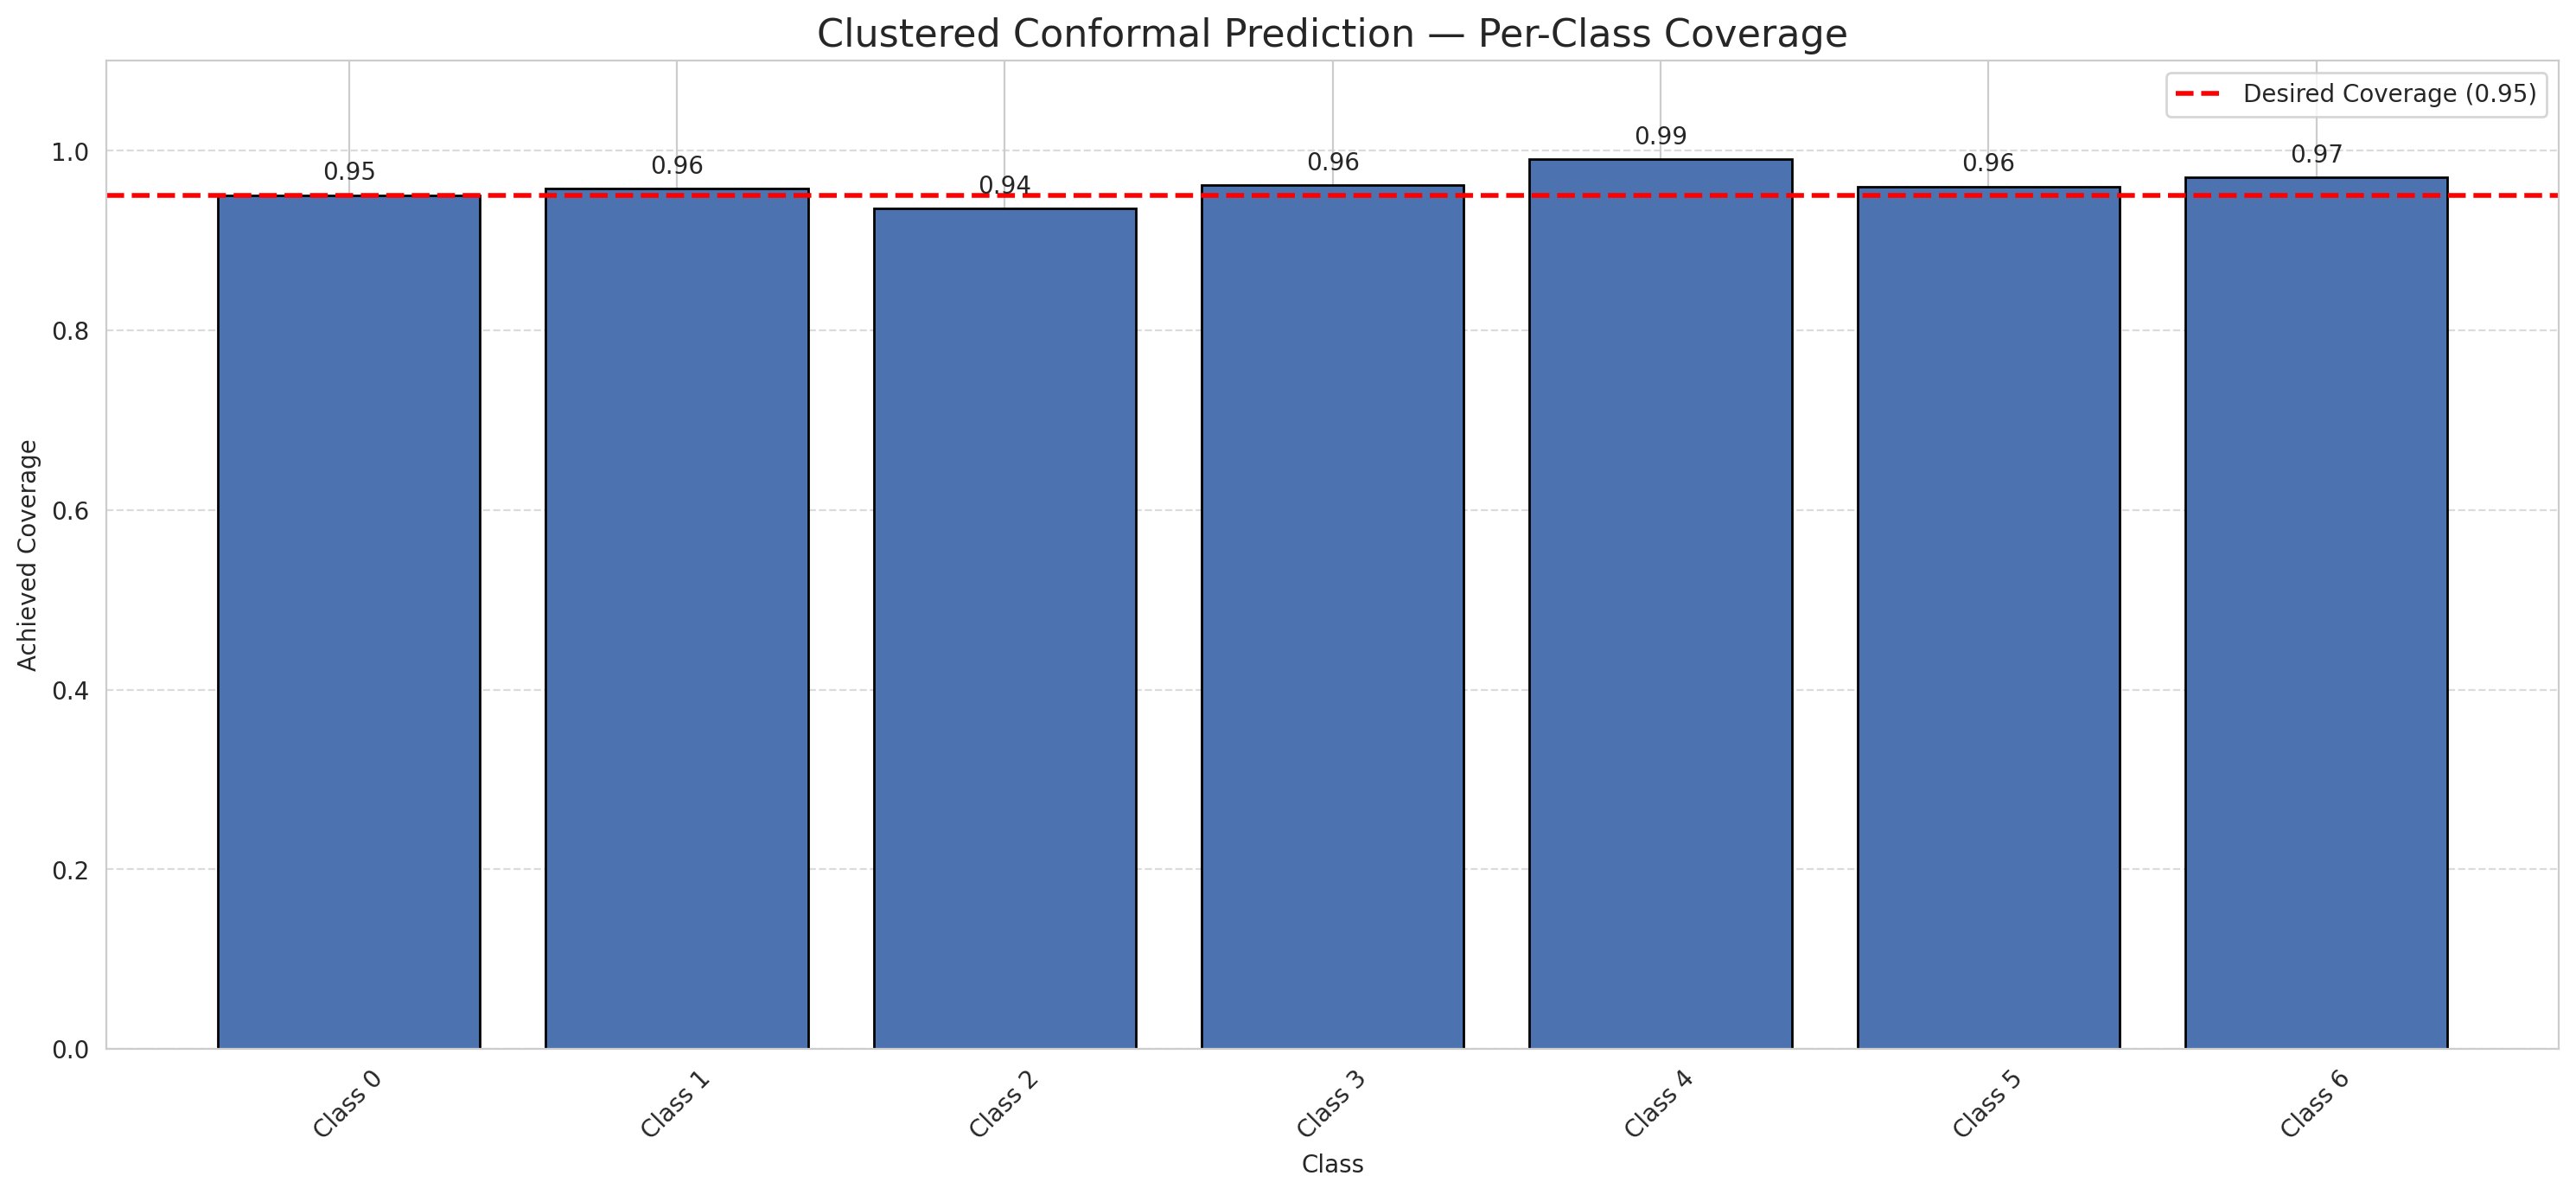 Clustered Conformal Prediction — Per-Class Coverage
Desired Coverage (0.95)
0.95
0.96
0.94
0.96
0.99
0.96
0.97
1.0
0.8
0.6
0.4
0.2
0.0
Achieved Coverage
Class 0
Class 1
Class 2
Class 3
Class 4
Class 5
Class 6
Class